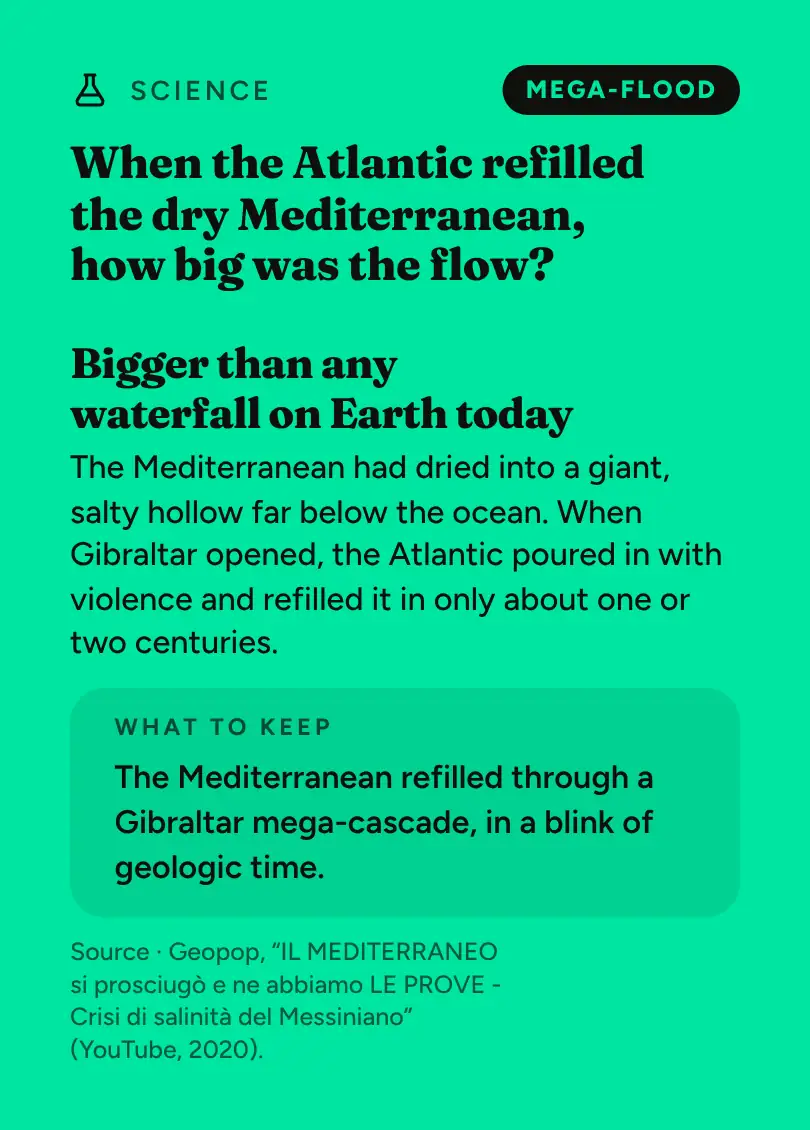 SCIENCE
MEGA-FLOOD
When the Atlantic refilled
the dry Mediterranean,
how big was the flow?
Bigger than any
waterfall on Earth today
The Mediterranean had dried into a giant,
salty hollow far below the ocean. When
Gibraltar opened, the Atlantic poured in with
violence and refilled it in only about one or
two centuries.
WHAT TO KEEP
The Mediterranean refilled through a
Gibraltar mega-cascade, in a blink of
geologic time.
Source · Geopop, “IL MEDITERRANEO
si prosciugò e ne abbiamo LE PROVE -
Crisi di salinità del Messiniano”
(YouTube, 2020).